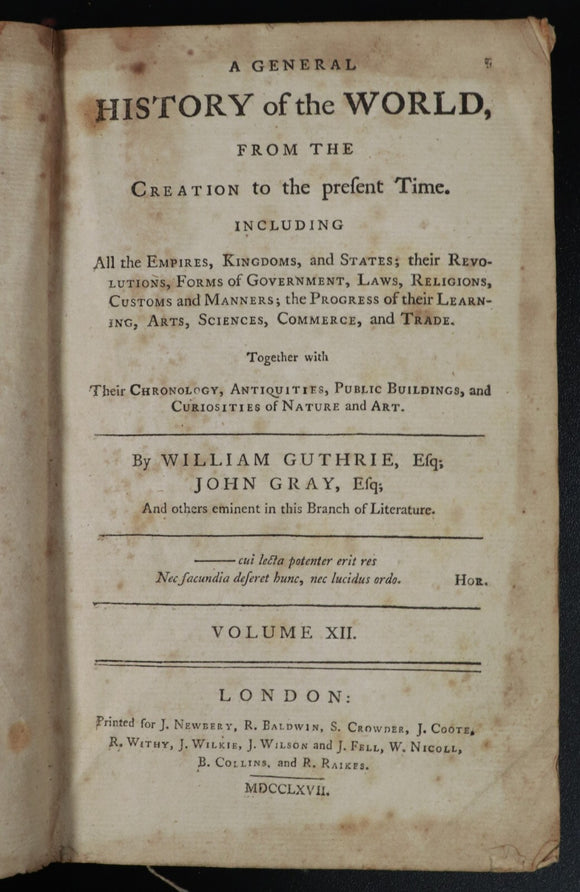 A GENERAL
HISTORY of the WORLD,
FROM THE
CREATION to the preſent Time.
INCLUDING
All the EMPIRES, KINGDOMS, and STATES; their REVO-
LUTIONS, FORMS of GOVERNMENT, LAWS, RELIGIONS,
CUSTOMS and MANNERS; the PROGRESS of their LEARN-
ING, ARTS, SCIENCES, COMMERCE, and TRADE.
Together with
Their CHRONOLOGY, ANTIQUITIES, PUBLIC BUILDINGS, and
CURIOSITIES of NATURE and ART.
By WILLIAM GUTHRIE, Eſq;
JOHN GRAY, Eſq;
And others eminent in this Branch of Literature.
——— cui lecta potenter erit res
Nec facundia deſeret hunc, nec lucidus ordo. HOR.
VOLUME XII.
LONDON:
Printed for J. NEWBERY, R. BALDWIN, S. CROWDER, J. COOTE,
R. WITHY, J. WILKIE, J. WILSON and J. FELL, W. NICOLL,
B. COLLINS, and R. RAIKES.
MDCCLXVII.